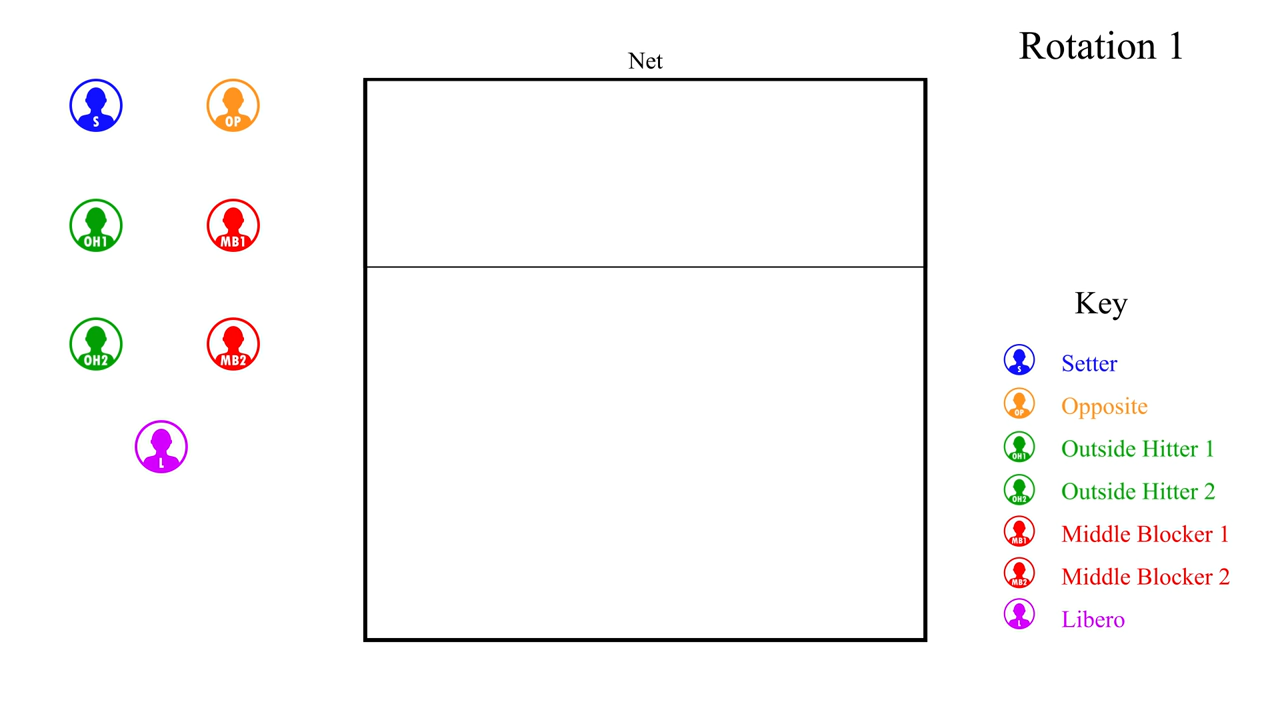 Rotation 1
Net
S
OP
OH1
MB1
OH2
MB2
L
Key
S Setter
OP Opposite
OH1 Outside Hitter 1
OH2 Outside Hitter 2
MB1 Middle Blocker 1
MB2 Middle Blocker 2
L Libero